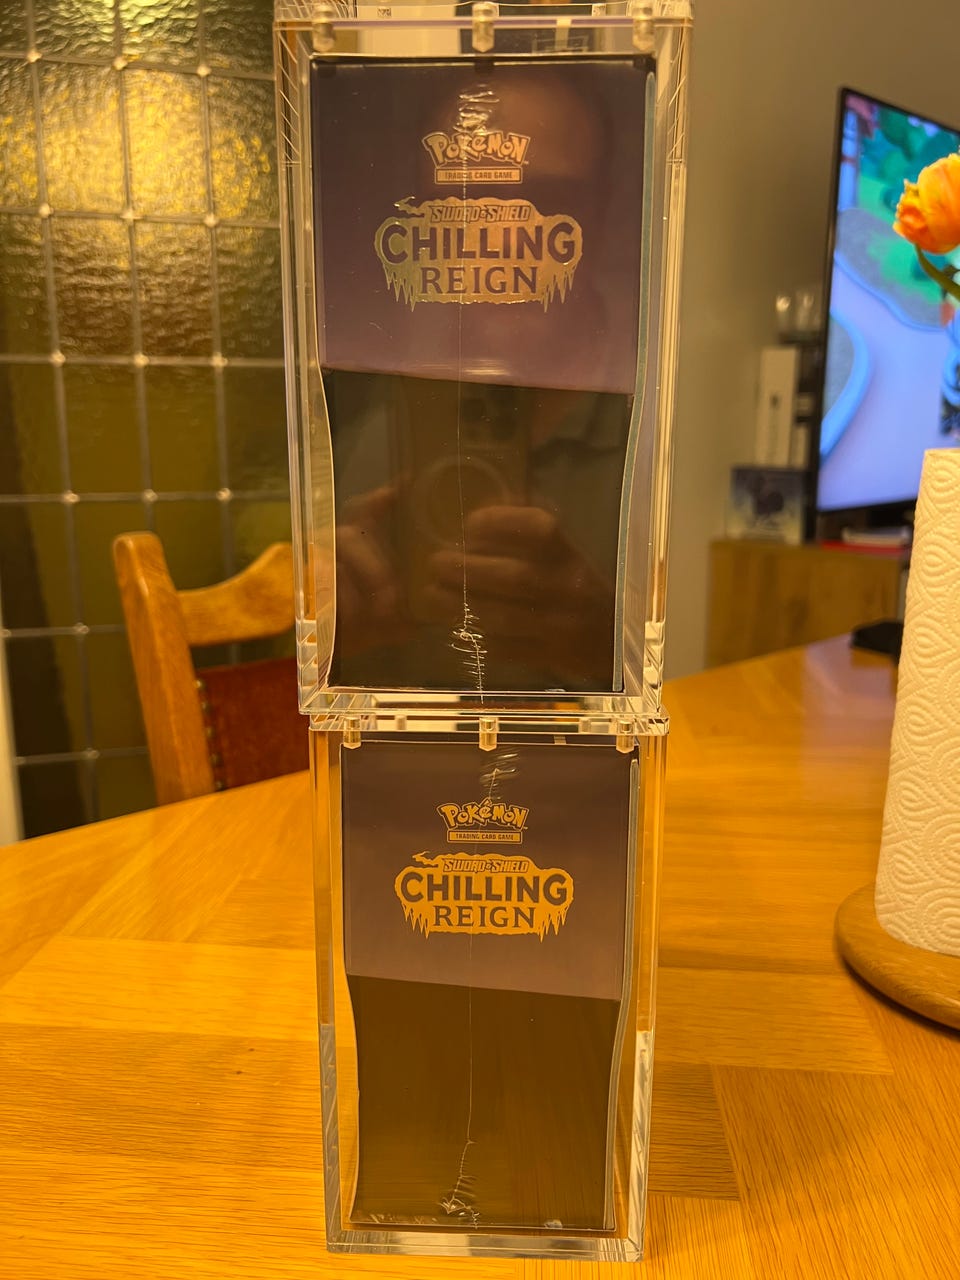 Pokémon
TRADING CARD GAME
SWORD & SHIELD
CHILLING
REIGN
Pokémon
TRADING CARD GAME
SWORD & SHIELD
CHILLING
REIGN